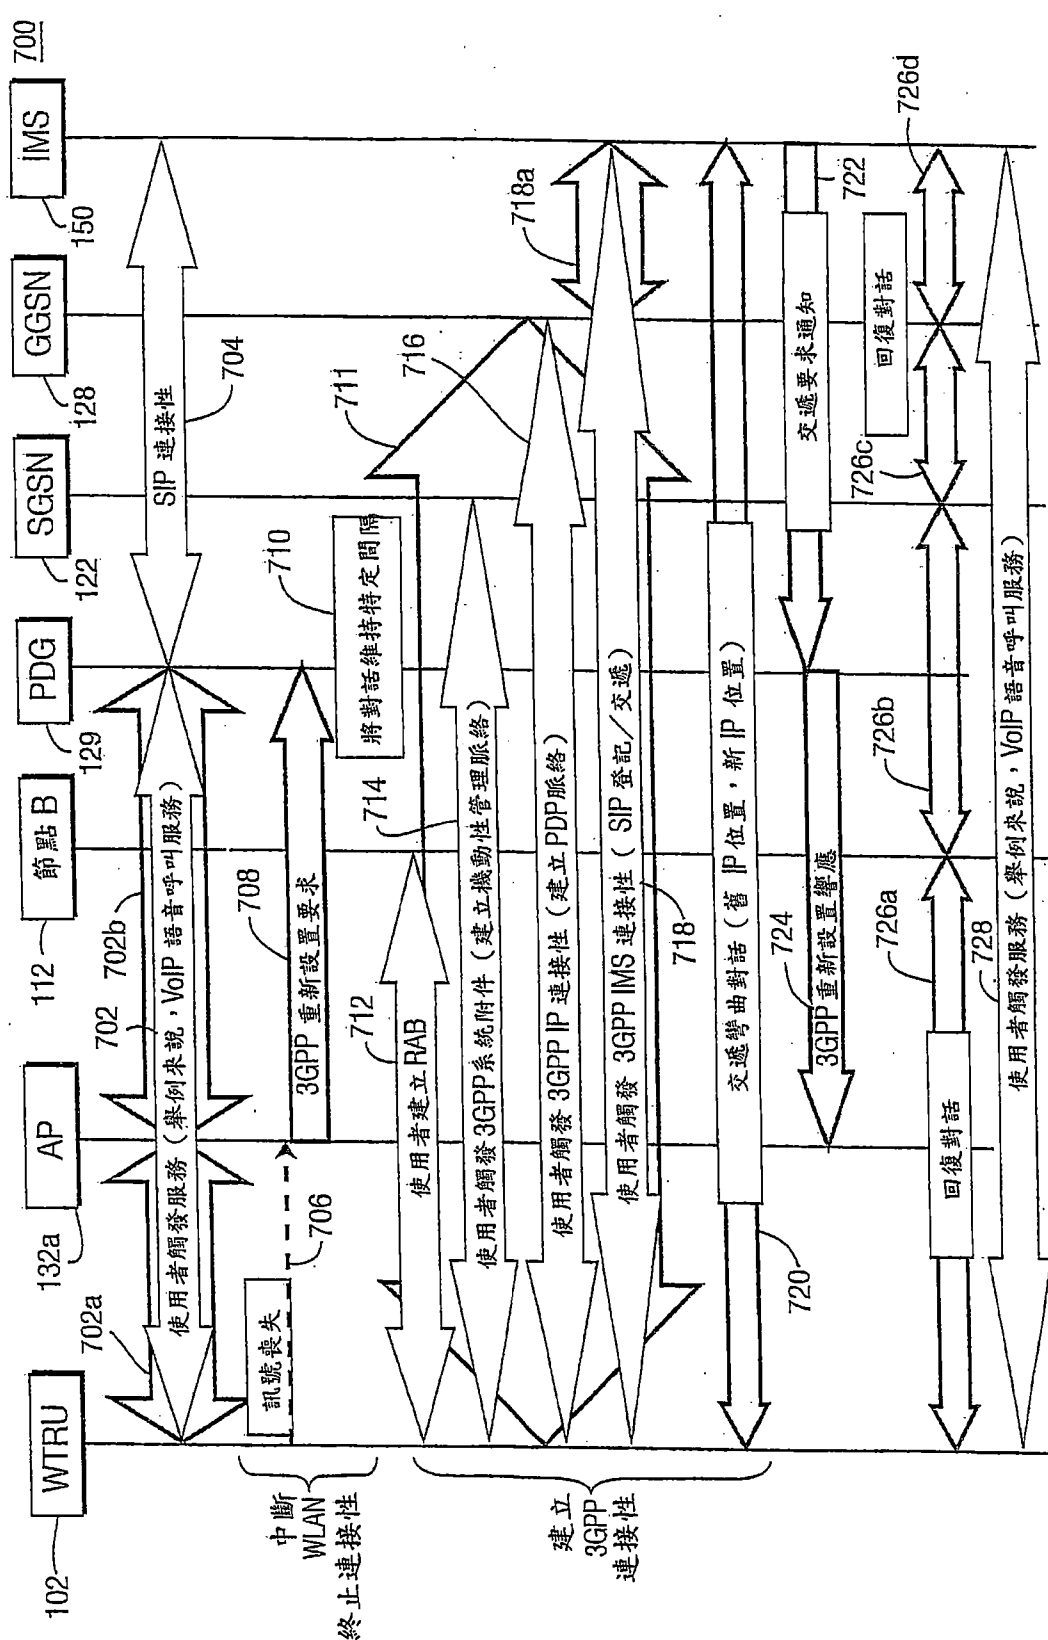 700
WTRU
102
AP
132a
節點 B
112
PDG
129
SGSN
122
GGSN
128
IMS
150
702a
702
702b
使用者觸發服務(舉例來說,VoIP 語音呼叫服務)
SIP 連接性
704
中斷
WLAN
終止連接性
訊號喪失
706
3GPP 重新設置要求
708
將對話維持特定間隔
710
711
建立
3GPP
連接性
使用者建立 RAB
712
使用者觸發 3GPP 系統附件(建立機動性管理脈絡)
714
使用者觸發 3GPP IP 連接性(建立 PDP 脈絡)
716
使用者觸發 3GPP IMS 連接性(SIP 登記/交遞)
718
718a
交遞彎曲對話(舊 IP 位置,新 IP 位置)
720
交遞要求通知
722
3GPP 重新設置響應
724
回復對話
726a
726b
726c
回復對話
726d
使用者觸發服務(舉例來說,VoIP 語音呼叫服務)
728